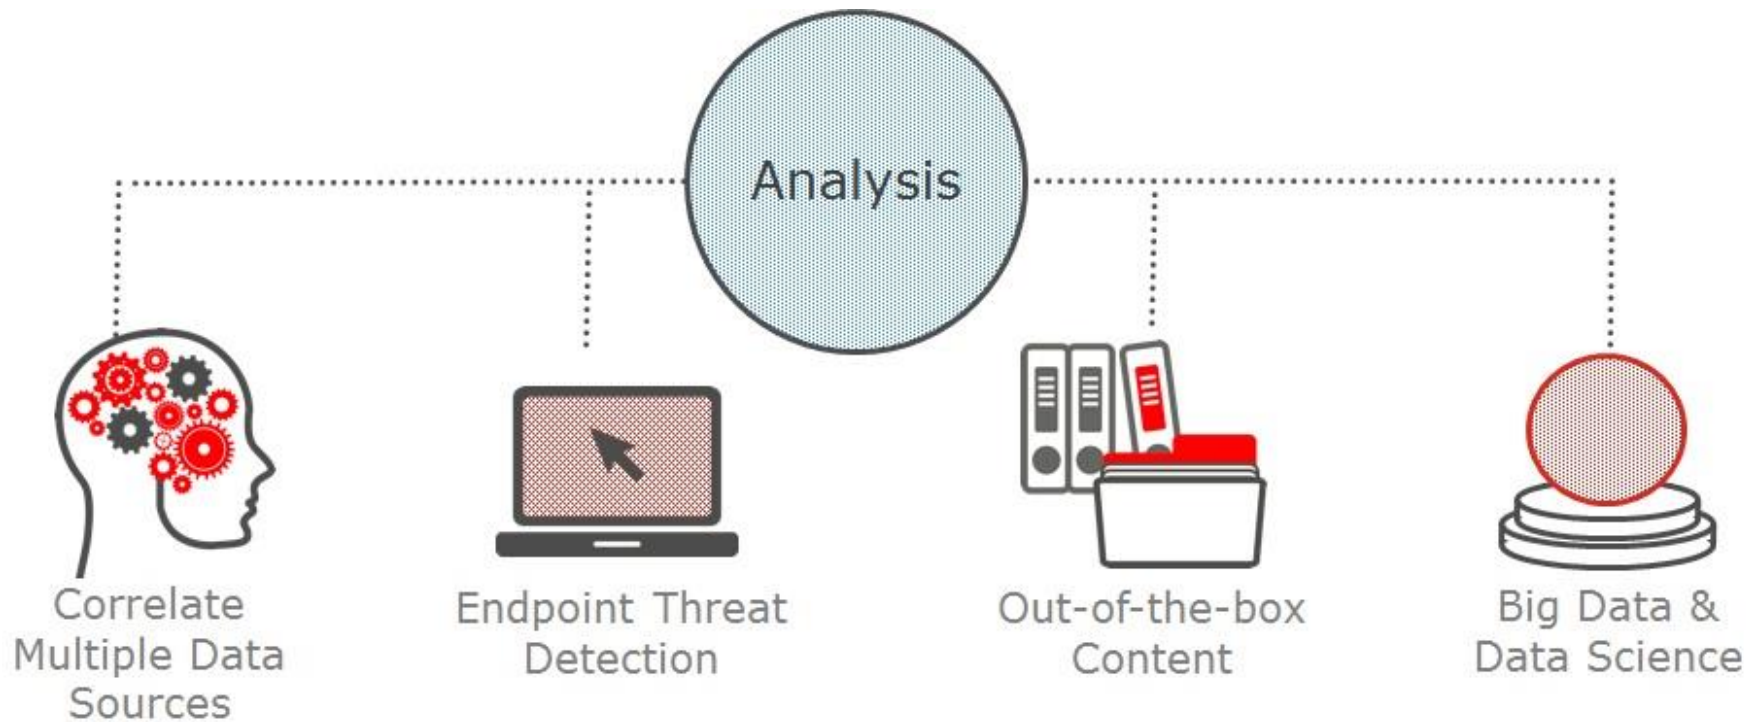 Analysis
Correlate
Multiple Data
Sources
Endpoint Threat
Detection
Out-of-the-box
Content
Big Data &
Data Science